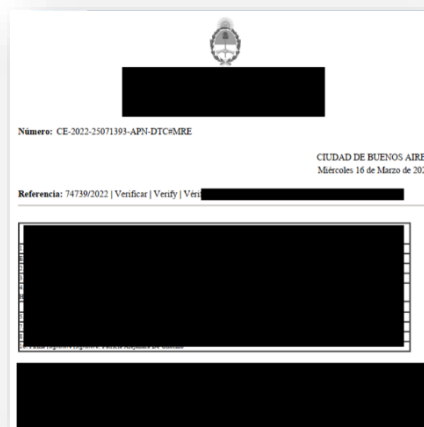 Número: CE-2022-25071393-APN-DTC#MRE
CIUDAD DE BUENOS AIRE
Miércoles 16 de Marzo de 202
Referencia: 74739/2022 | Verificar | Verify | Véri